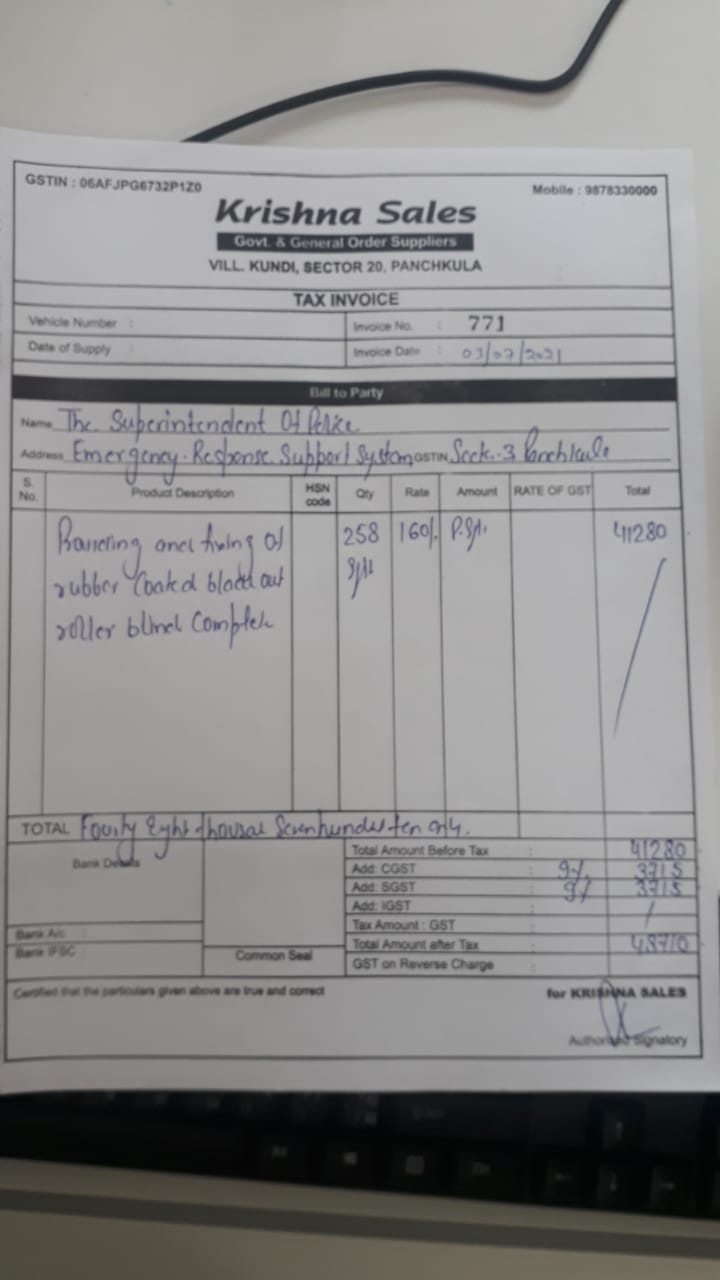 GSTIN : 06AFJPG6732P1Z0
Mobile : 9878330000
Krishna Sales
Govt. & General Order Suppliers
VILL. KUNDI, SECTOR 20, PANCHKULA
TAX INVOICE
Vehicle Number :
Invoice No. : 771
Date of Supply :
Invoice Date : 03/07/2021
Bill to Party
Name The Superintendent Of Police
Address Emergency Response Support System GSTIN Sec-3 Panchkula
S. No. Product Description HSN code Qty Rate Amount RATE OF GST Total
and fixing of 258 160/- P.Sft. 41280
rubber Coated out Sft
roller blind Complete
TOTAL Fourty Eight thousand Seven hundred ten only.
Bank Details
Total Amount Before Tax : 41280
Add: CGST : 9% 3715
Add: SGST : 9% 3715
Add: IGST /
Bank A/c :
Tax Amount : GST :
Bank IFSC :
Total Amount after Tax : 48710
Common Seal
GST on Reverse Charge :
Certified that the particulars given above are true and correct
for KRISHNA SALES
Authorised Signatory